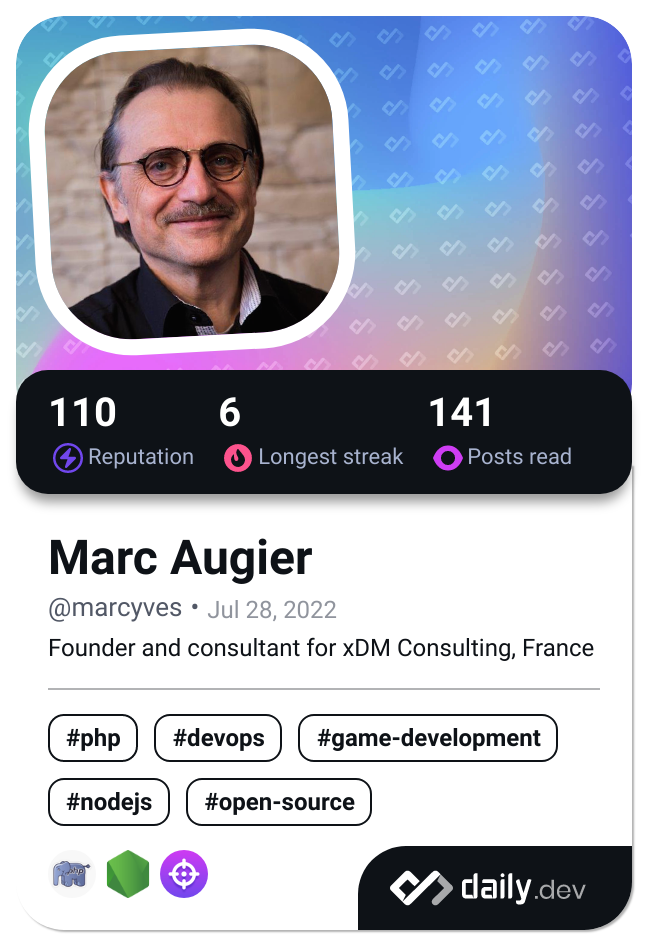 110 6 141
Reputation Longest streak Posts read
Marc Augier
@marcyves • Jul 28, 2022
Founder and consultant for xDM Consulting, France
#php #devops #game-development
#nodejs #open-source
php
daily.dev